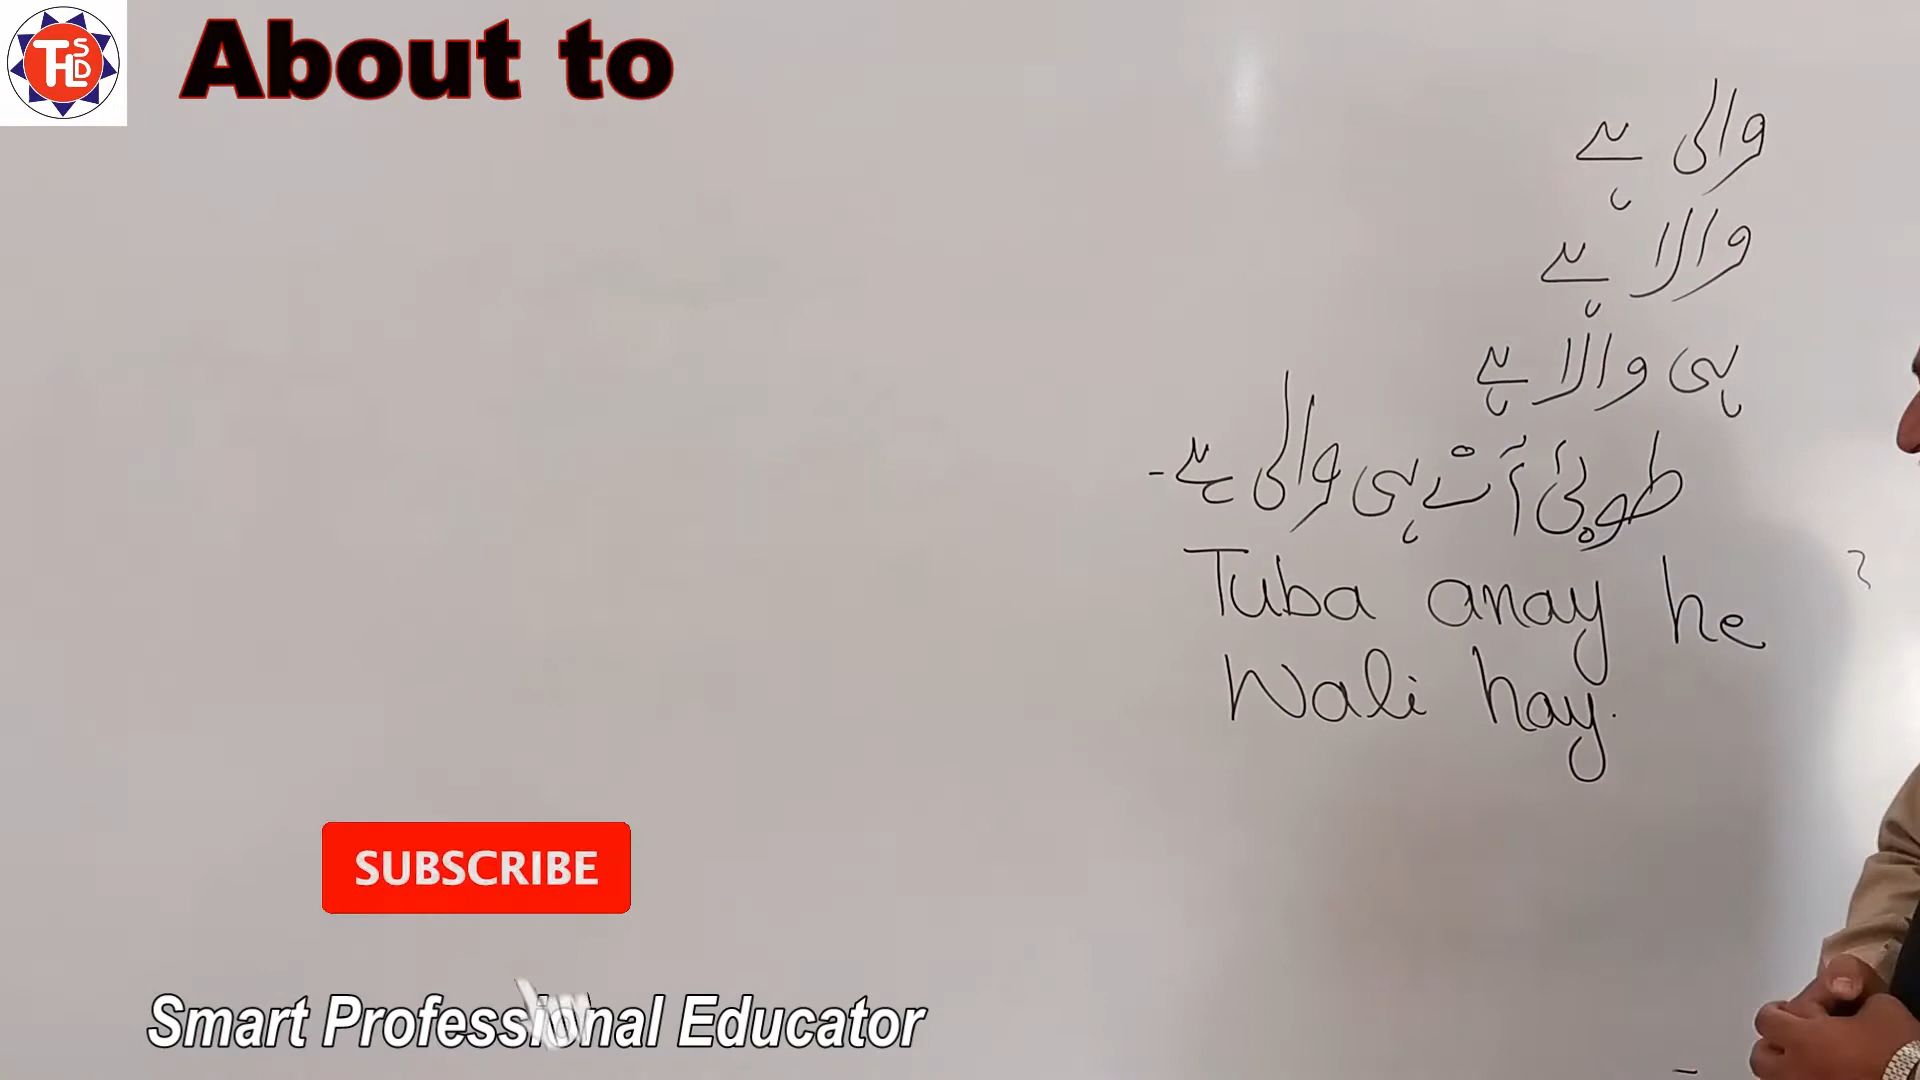 THLSD
About to
والی ہے
والا ہے
ہی والا ہے
طوبیٰ آنے ہی والی ہے -
Tuba anay he
Wali hay.
SUBSCRIBE
Smart Professional Educator